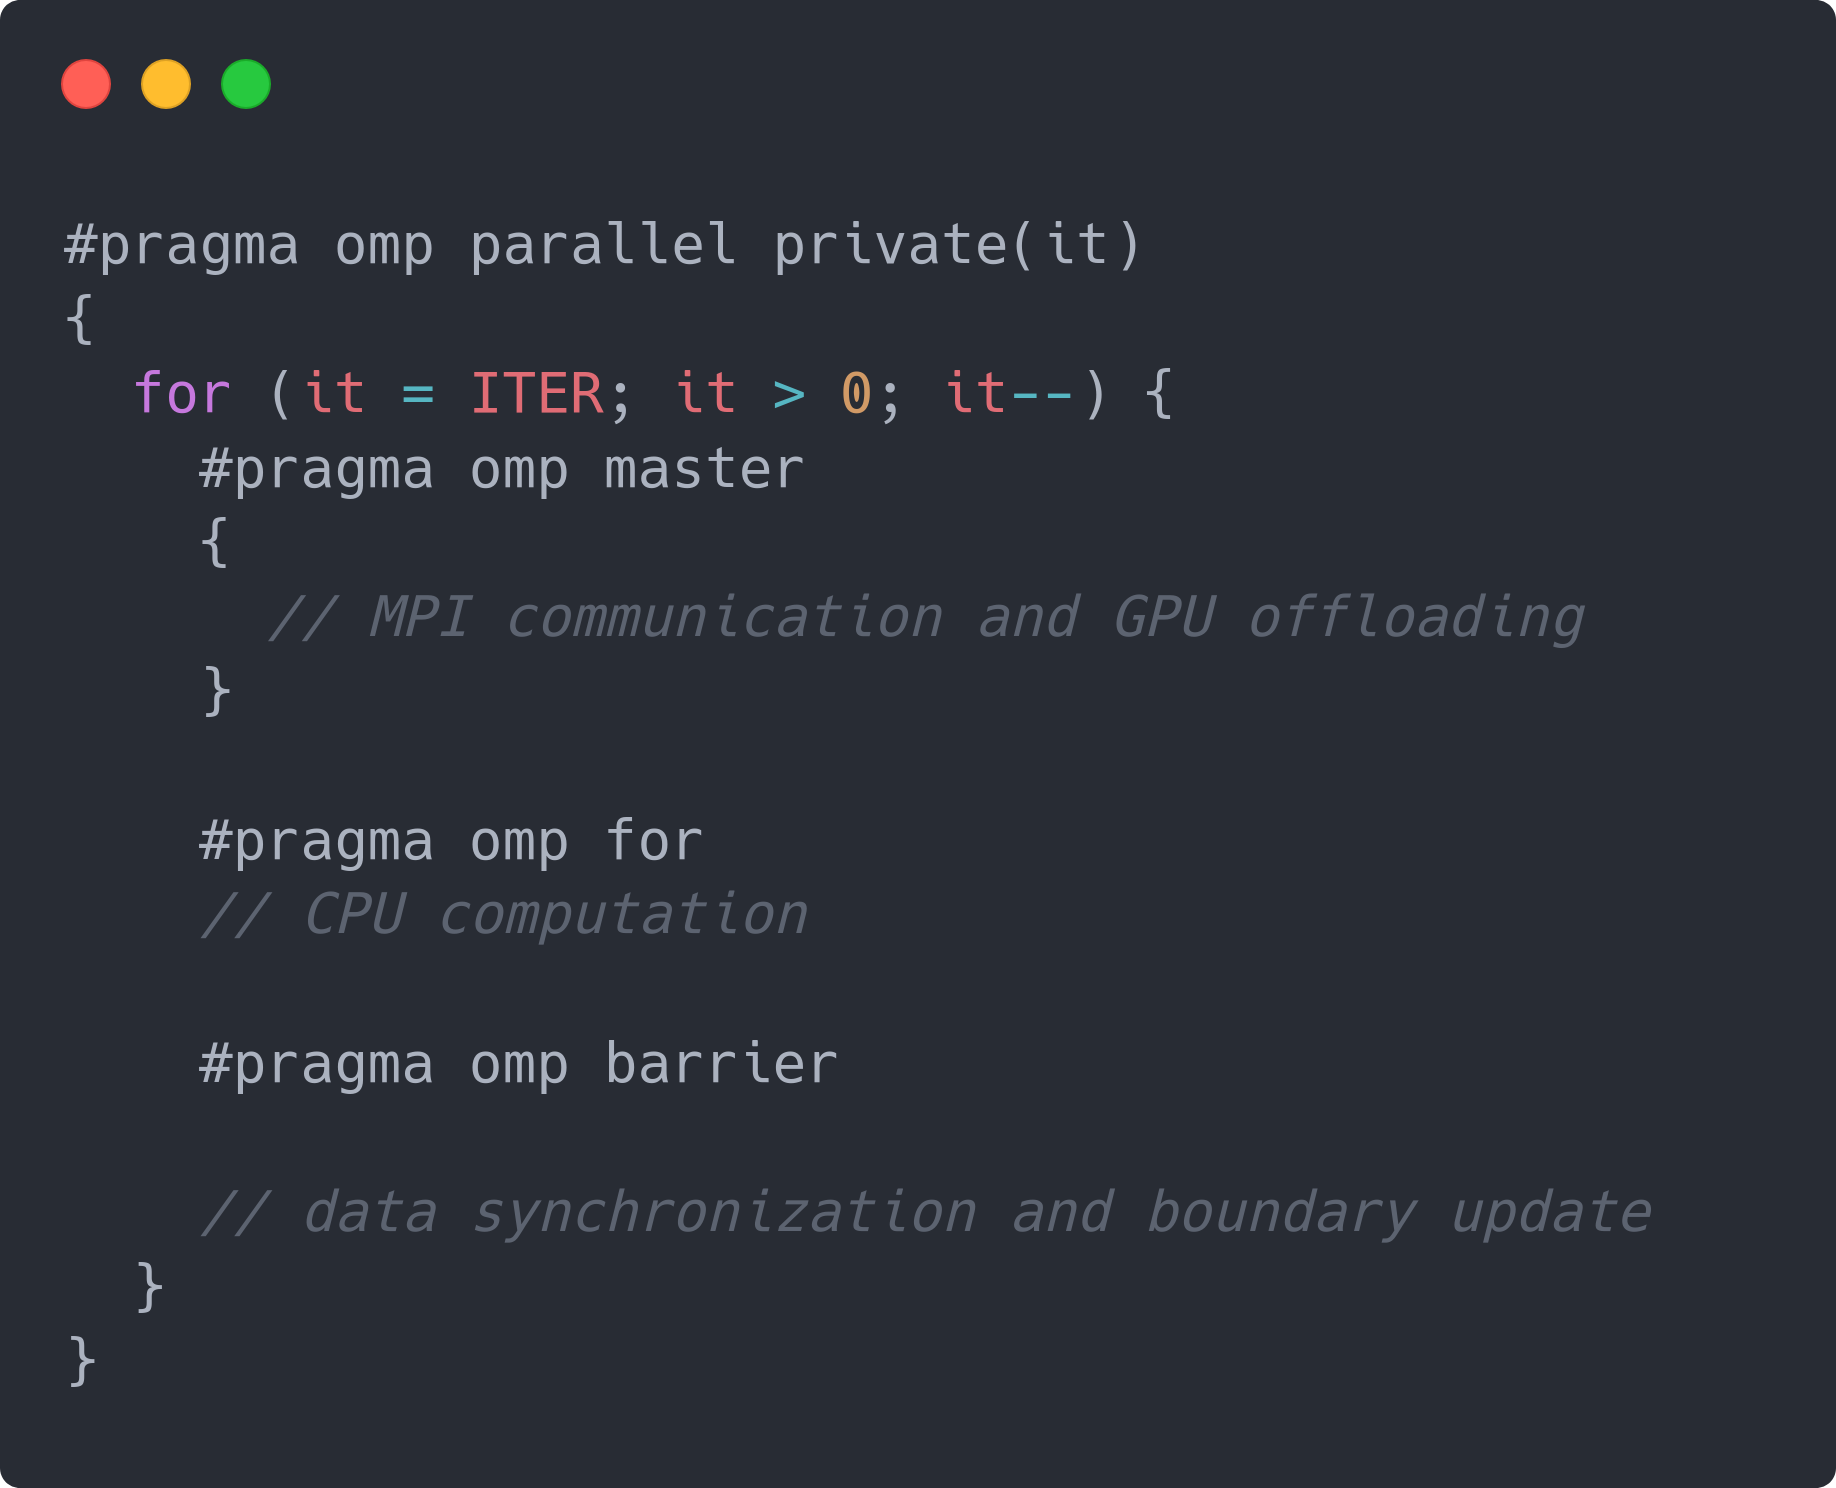 #pragma omp parallel private(it)
{
  for (it = ITER; it > 0; it--) {
    #pragma omp master
    {
      // MPI communication and GPU offloading
    }

    #pragma omp for
    // CPU computation

    #pragma omp barrier

    // data synchronization and boundary update
  }
}